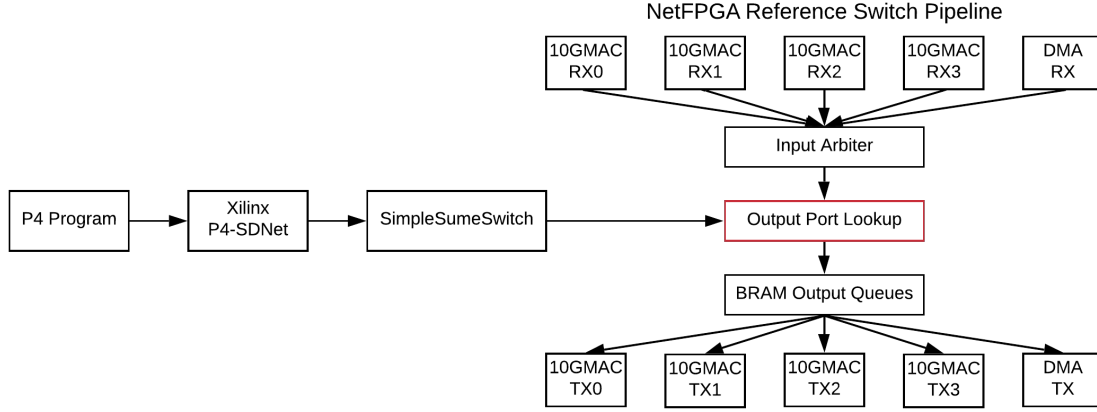 NetFPGA Reference Switch Pipeline
10GMAC
RX0
10GMAC
RX1
10GMAC
RX2
10GMAC
RX3
DMA
RX
Input Arbiter
P4 Program
Xilinx
P4-SDNet
SimpleSumeSwitch
Output Port Lookup
BRAM Output Queues
10GMAC
TX0
10GMAC
TX1
10GMAC
TX2
10GMAC
TX3
DMA
TX